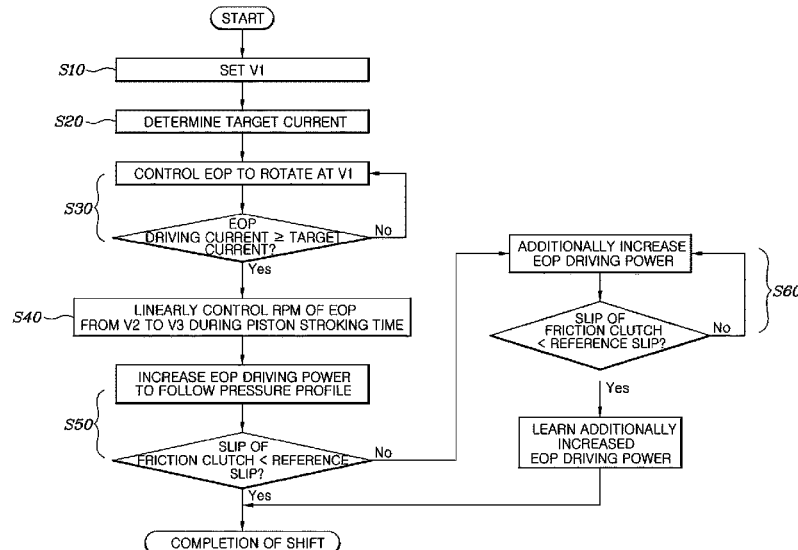 START
S10
SET V1
S20
DETERMINE TARGET CURRENT
CONTROL EOP TO ROTATE AT V1
S30
EOP
DRIVING CURRENT ≥ TARGET
CURRENT?
No
Yes
S40
LINEARLY CONTROL RPM OF EOP
FROM V2 TO V3 DURING PISTON STROKING TIME
INCREASE EOP DRIVING POWER
TO FOLLOW PRESSURE PROFILE
S50
SLIP OF
FRICTION CLUTCH < REFERENCE
SLIP?
No
Yes
ADDITIONALLY INCREASE
EOP DRIVING POWER
S60
SLIP OF
FRICTION CLUTCH
< REFERENCE SLIP?
No
Yes
LEARN ADDITIONALLY
INCREASED
EOP DRIVING POWER
COMPLETION OF SHIFT